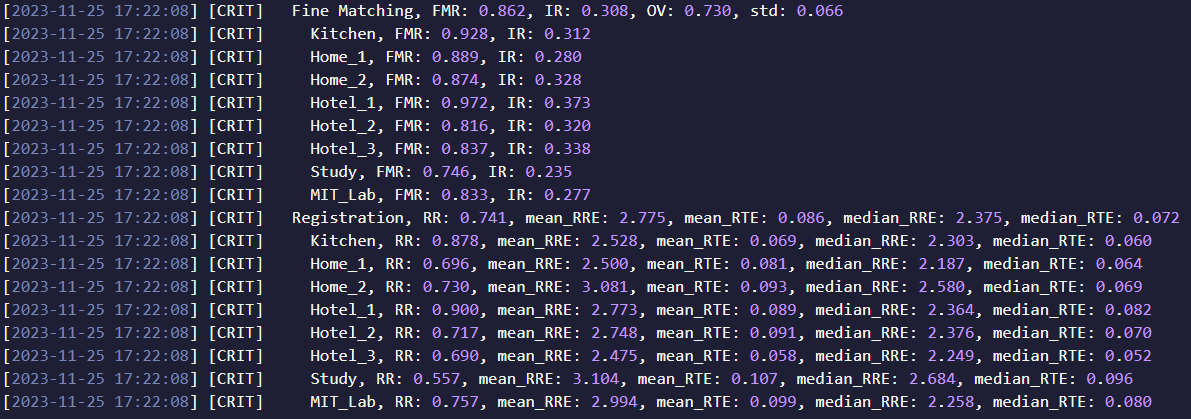 [2023-11-25 17:22:08] [CRIT] Fine Matching, FMR: 0.862, IR: 0.308, OV: 0.730, std: 0.066
[2023-11-25 17:22:08] [CRIT] Kitchen, FMR: 0.928, IR: 0.312
[2023-11-25 17:22:08] [CRIT] Home_1, FMR: 0.889, IR: 0.280
[2023-11-25 17:22:08] [CRIT] Home_2, FMR: 0.874, IR: 0.328
[2023-11-25 17:22:08] [CRIT] Hotel_1, FMR: 0.972, IR: 0.373
[2023-11-25 17:22:08] [CRIT] Hotel_2, FMR: 0.816, IR: 0.320
[2023-11-25 17:22:08] [CRIT] Hotel_3, FMR: 0.837, IR: 0.338
[2023-11-25 17:22:08] [CRIT] Study, FMR: 0.746, IR: 0.235
[2023-11-25 17:22:08] [CRIT] MIT_Lab, FMR: 0.833, IR: 0.277
[2023-11-25 17:22:08] [CRIT] Registration, RR: 0.741, mean_RRE: 2.775, mean_RTE: 0.086, median_RRE: 2.375, median_RTE: 0.072
[2023-11-25 17:22:08] [CRIT] Kitchen, RR: 0.878, mean_RRE: 2.528, mean_RTE: 0.069, median_RRE: 2.303, median_RTE: 0.060
[2023-11-25 17:22:08] [CRIT] Home_1, RR: 0.696, mean_RRE: 2.500, mean_RTE: 0.081, median_RRE: 2.187, median_RTE: 0.064
[2023-11-25 17:22:08] [CRIT] Home_2, RR: 0.730, mean_RRE: 3.081, mean_RTE: 0.093, median_RRE: 2.580, median_RTE: 0.069
[2023-11-25 17:22:08] [CRIT] Hotel_1, RR: 0.900, mean_RRE: 2.773, mean_RTE: 0.089, median_RRE: 2.364, median_RTE: 0.082
[2023-11-25 17:22:08] [CRIT] Hotel_2, RR: 0.717, mean_RRE: 2.748, mean_RTE: 0.091, median_RRE: 2.376, median_RTE: 0.070
[2023-11-25 17:22:08] [CRIT] Hotel_3, RR: 0.690, mean_RRE: 2.475, mean_RTE: 0.058, median_RRE: 2.249, median_RTE: 0.052
[2023-11-25 17:22:08] [CRIT] Study, RR: 0.557, mean_RRE: 3.104, mean_RTE: 0.107, median_RRE: 2.684, median_RTE: 0.096
[2023-11-25 17:22:08] [CRIT] MIT_Lab, RR: 0.757, mean_RRE: 2.994, mean_RTE: 0.099, median_RRE: 2.258, median_RTE: 0.080